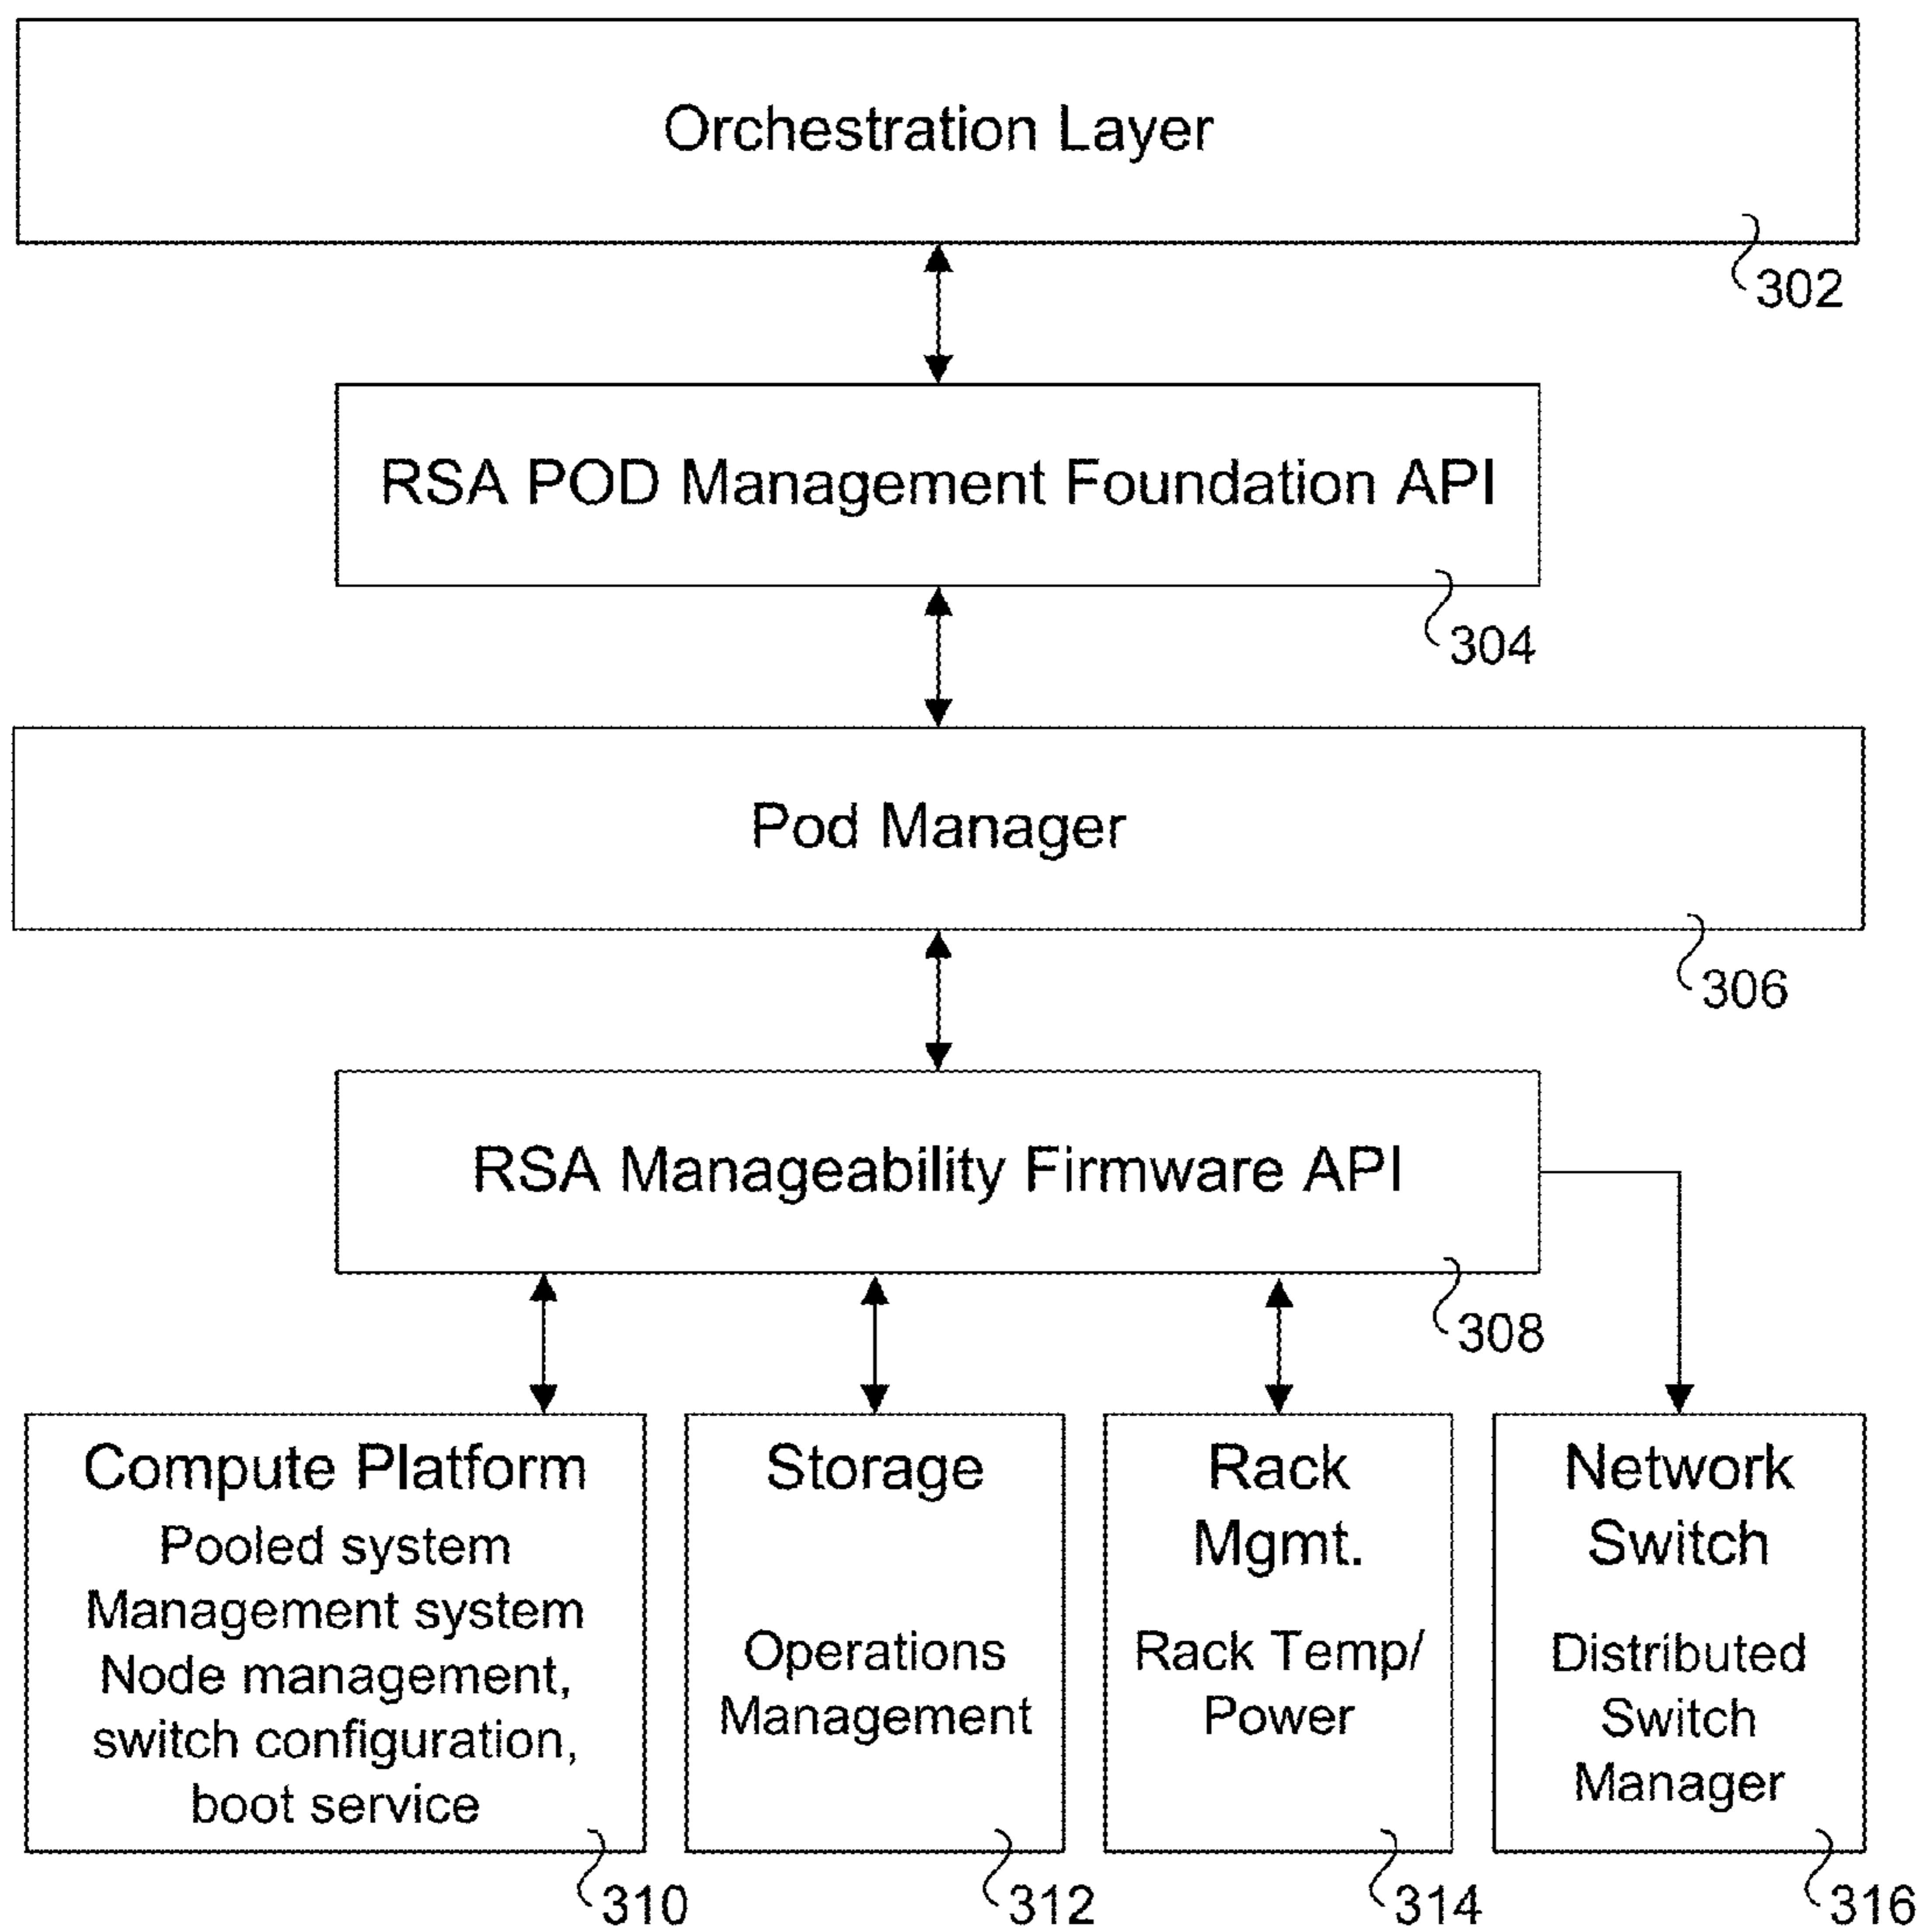 Orchestration Layer
302
RSA POD Management Foundation API
304
Pod Manager
306
RSA Manageability Firmware API
308
Compute Platform
Pooled system
Management system
Node management,
switch configuration,
boot service
310
Storage
Operations
Management
312
Rack
Mgmt.
Rack Temp/
Power
314
Network
Switch
Distributed
Switch
Manager
316